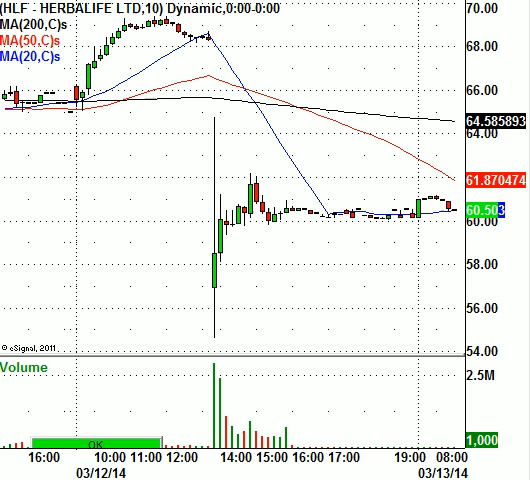 (HLF - HERBALIFE LTD,10) Dynamic,0:00-0:00
MA(200,C)s
MA(50,C)s
MA(20,C)s
70.00
68.00
66.00
64.585893
64.00
61.870474
60.503
60.00
58.00
56.00
54.00
© eSignal, 2011
Volume
2.5M
1,000
OK
16:00 10:00 11:00 12:00 14:00 15:00 16:00 17:00 19:00 08:00
03/12/14 03/13/14